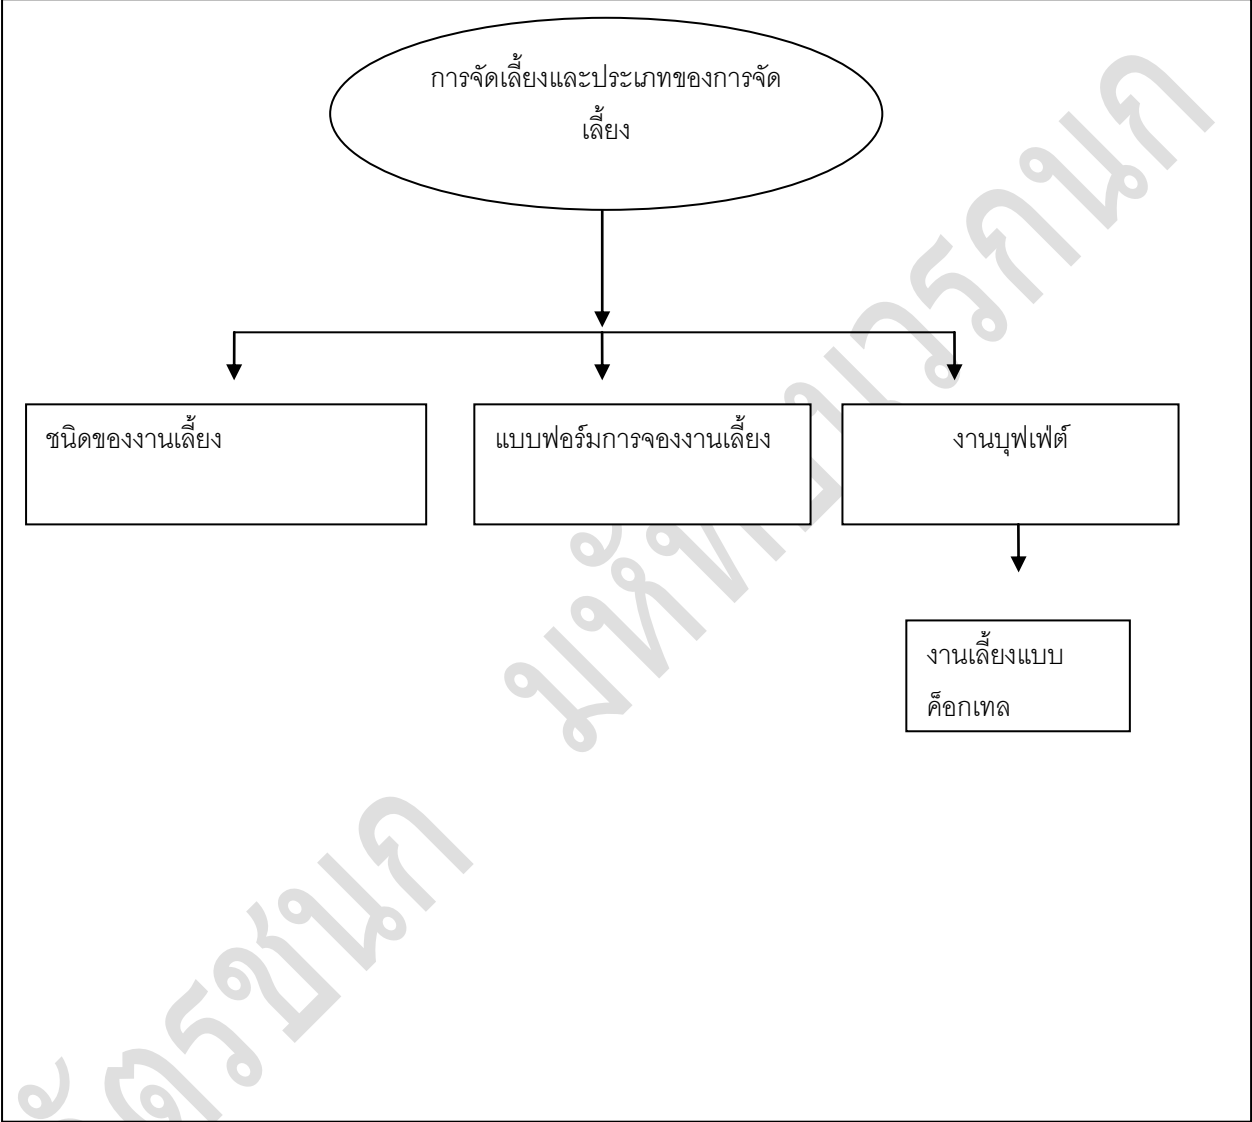 การจัดเลี้ยงและประเภทของการจัด
เลี้ยง
ชนิดของงานเลี้ยง
แบบฟอร์มการจองงานเลี้ยง
งานบุฟเฟ่ต์
งานเลี้ยงแบบ
ค็อกเทล